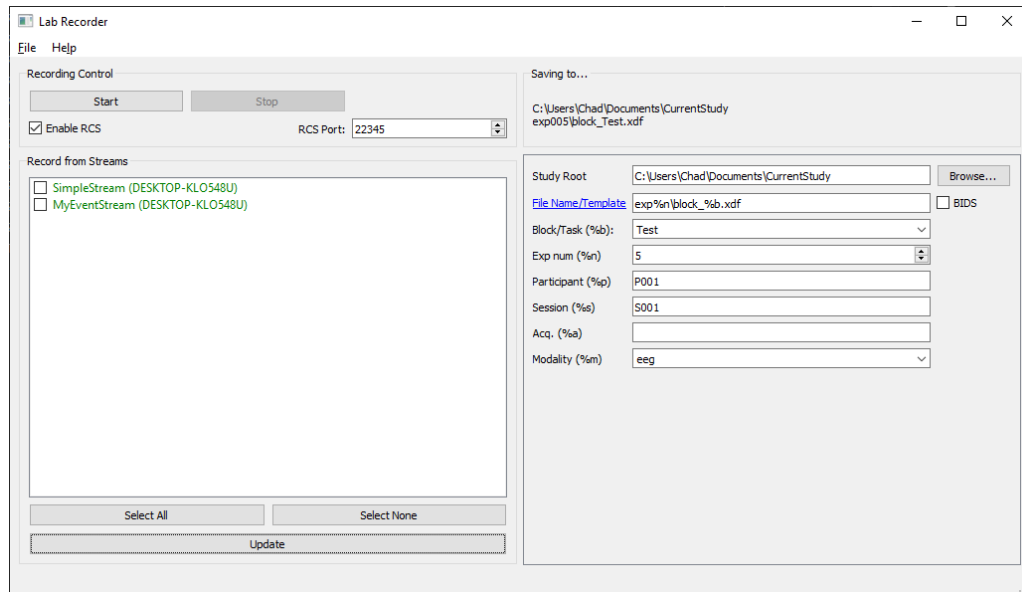 Lab Recorder
File Help
Recording Control
Start Stop
Enable RCS RCS Port: 22345
Record from Streams
SimpleStream (DESKTOP-KLO548U)
MyEventStream (DESKTOP-KLO548U)
Select All Select None
Update
Saving to...
C:\Users\Chad\Documents\CurrentStudy
exp005\block_Test.xdf
Study Root C:\Users\Chad\Documents\CurrentStudy Browse...
File Name/Template exp%n\block_%b.xdf BIDS
Block/Task (%b): Test
Exp num (%n) 5
Participant (%p) P001
Session (%s) S001
Acq. (%a)
Modality (%m) eeg